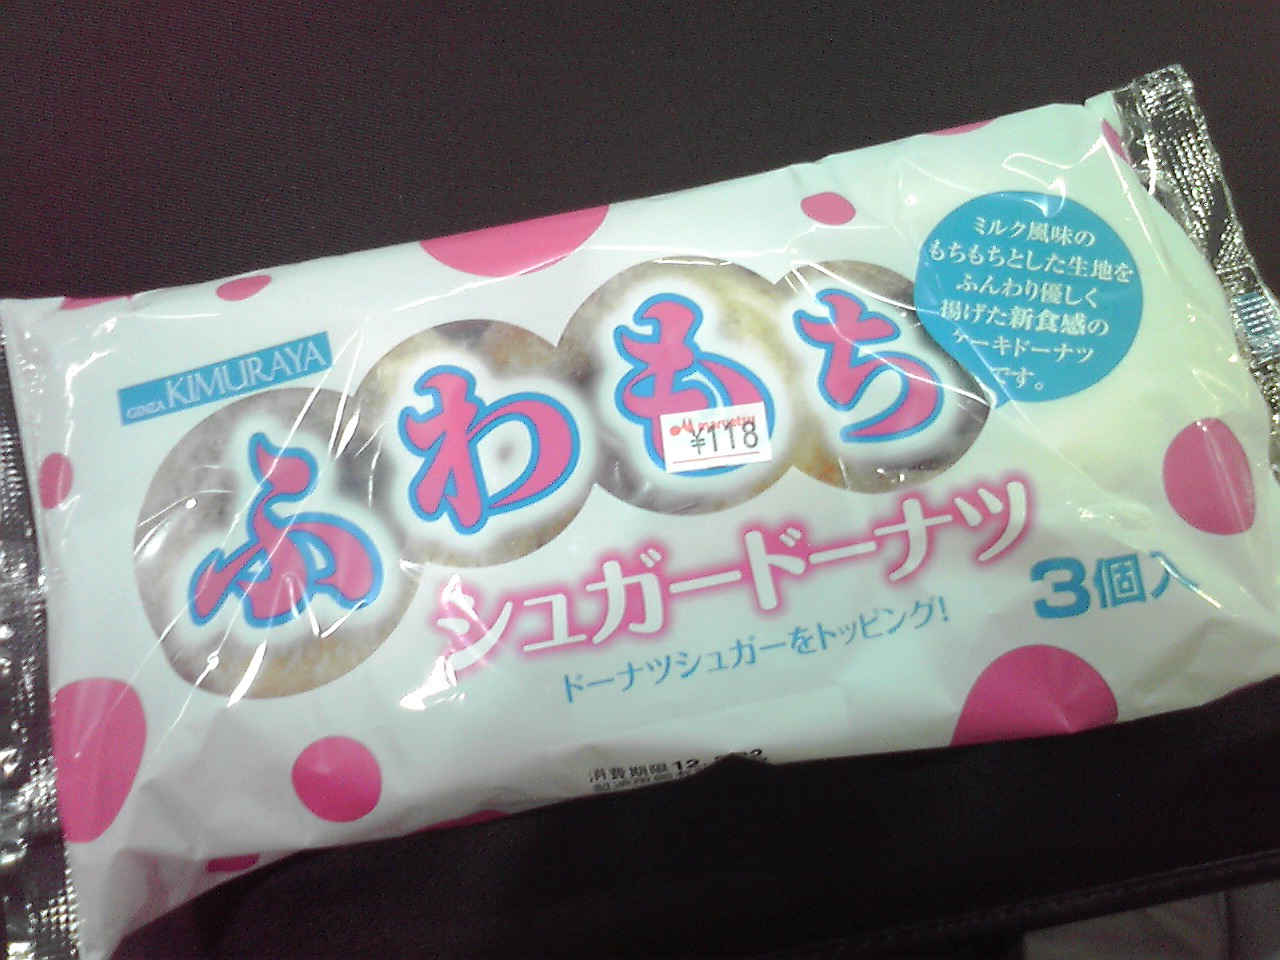 GINZA KIMURAYA
ふわもち
maruetsu
¥118
ミルク風味の
もちもちとした生地を
ふんわり優しく
揚げた新食感の
ケーキドーナツ
です。
シュガードーナツ
ドーナツシュガーをトッピング!
3個入
消費期限 12.